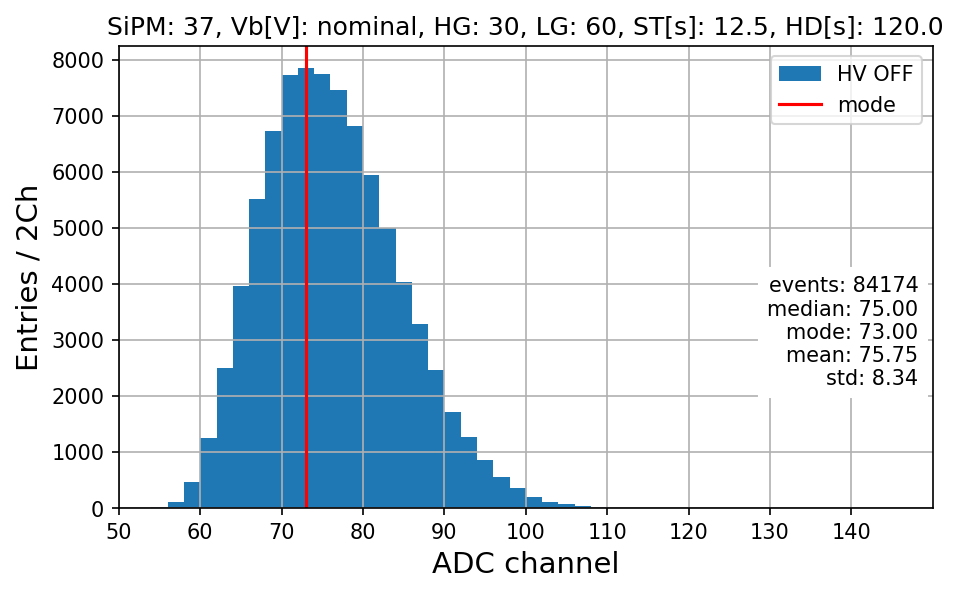 SiPM: 37, Vb[V]: nominal, HG: 30, LG: 60, ST[s]: 12.5, HD[s]: 120.0
8000
7000
6000
5000
4000
3000
2000
1000
0
Entries / 2Ch
HV OFF
mode
events: 84174
median: 75.00
mode: 73.00
mean: 75.75
std: 8.34
50 60 70 80 90 100 110 120 130 140
ADC channel